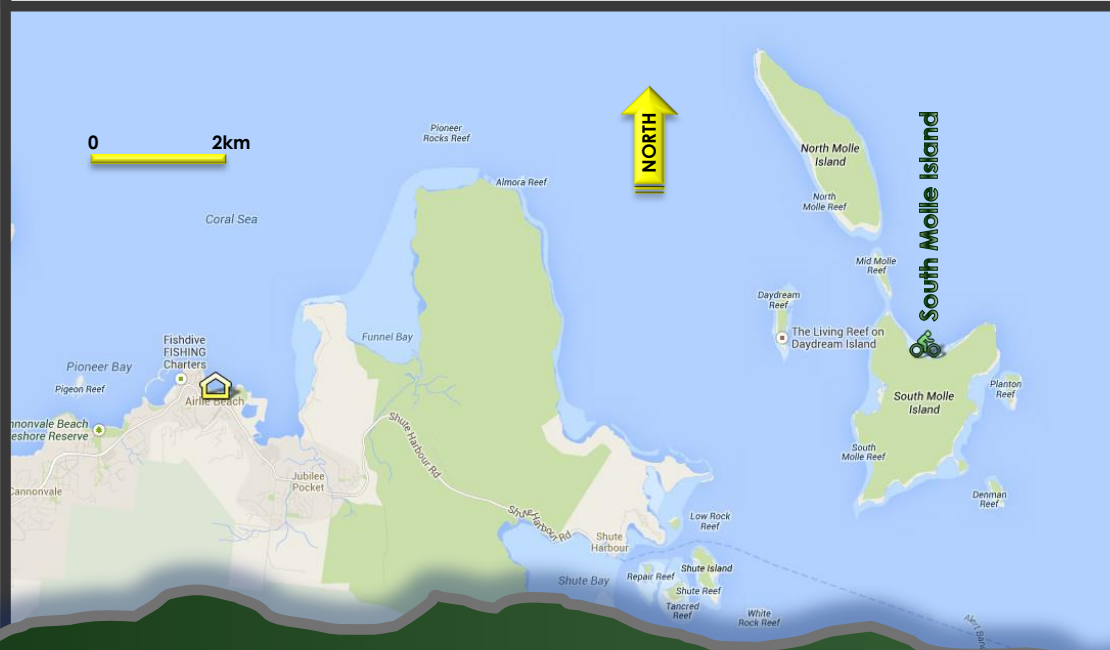 0 2km
NORTH
Pioneer
Rocks Reef
Almora Reef
Coral Sea
North Molle
Island
North
Molle Reef
South Molle Island
Mid Molle
Reef
Daydream
Reef
The Living Reef on
Daydream Island
Funnel Bay
Fishdive
FISHING
Charters
Pioneer Bay
Pigeon Reef
Airlie Beach
nnonvale Beach
eshore Reserve
Cannonvale
Jubilee
Pocket
Shute Harbour Rd
Shute Harbour Rd
South Molle
Island
Planton
Reef
South
Molle Reef
Denman
Reef
Low Rock
Reef
Shute
Harbour
Shute Bay
Repair Reef
Shute Island
Shute Reef
Tancred
Reef
White
Rock Reef